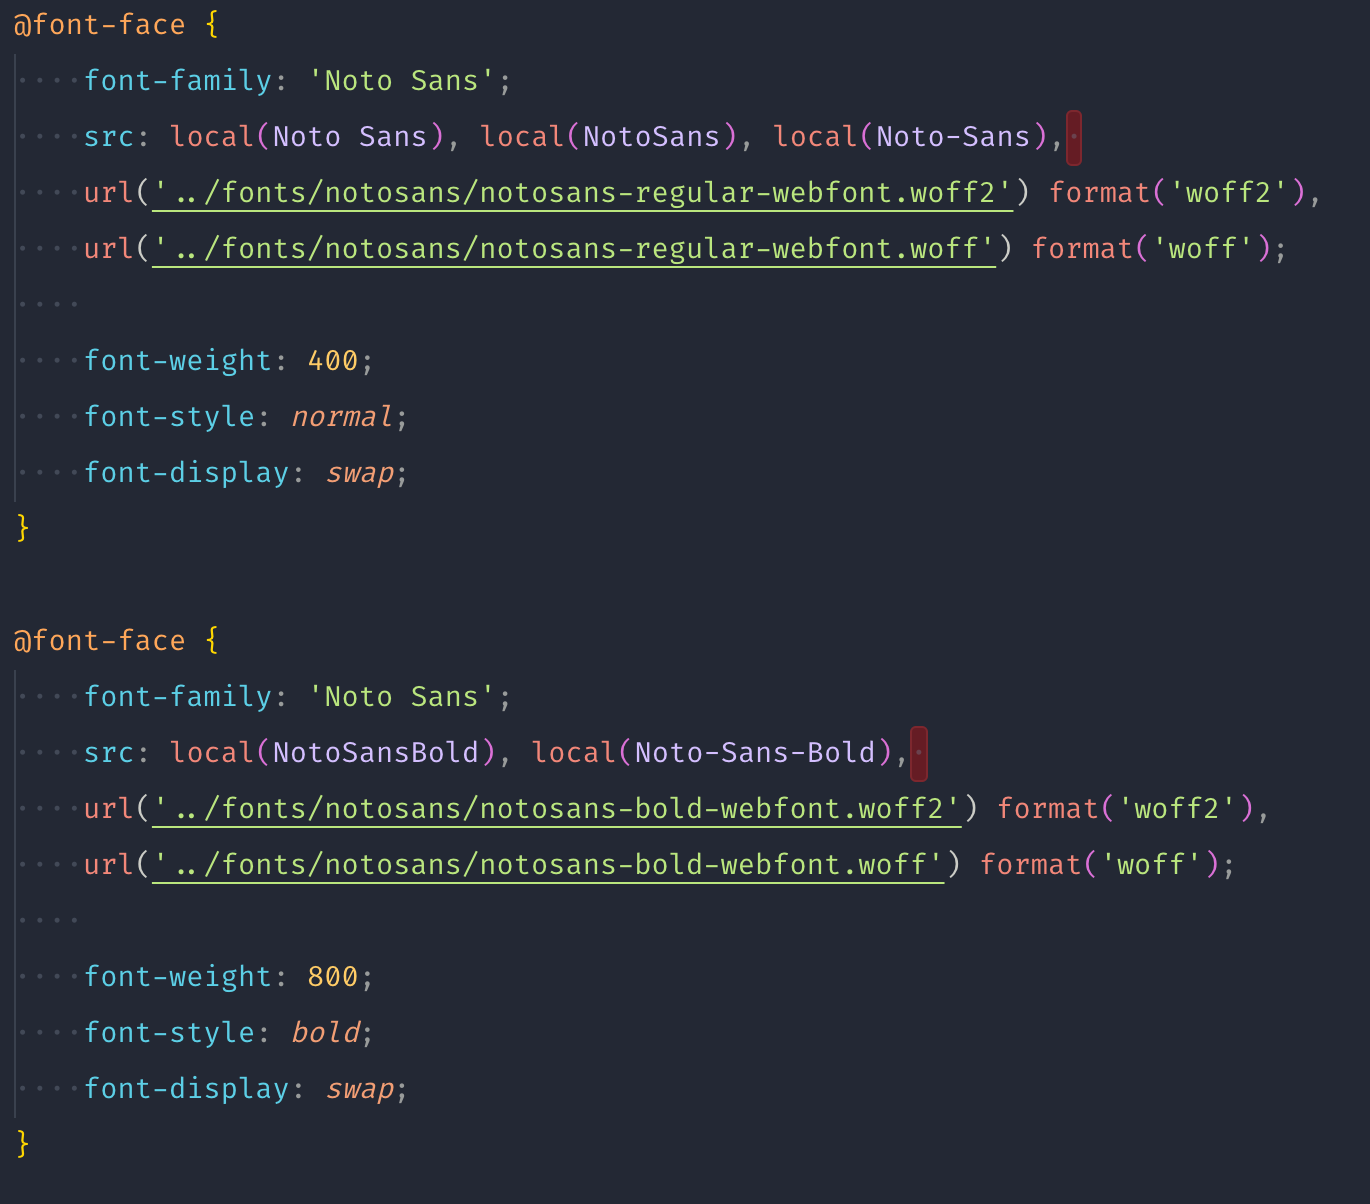 @font-face {
    font-family: 'Noto Sans';
    src: local(Noto Sans), local(NotoSans), local(Noto-Sans),
    url('../fonts/notosans/notosans-regular-webfont.woff2') format('woff2'),
    url('../fonts/notosans/notosans-regular-webfont.woff') format('woff');

    font-weight: 400;
    font-style: normal;
    font-display: swap;
}

@font-face {
    font-family: 'Noto Sans';
    src: local(NotoSansBold), local(Noto-Sans-Bold),
    url('../fonts/notosans/notosans-bold-webfont.woff2') format('woff2'),
    url('../fonts/notosans/notosans-bold-webfont.woff') format('woff');

    font-weight: 800;
    font-style: bold;
    font-display: swap;
}